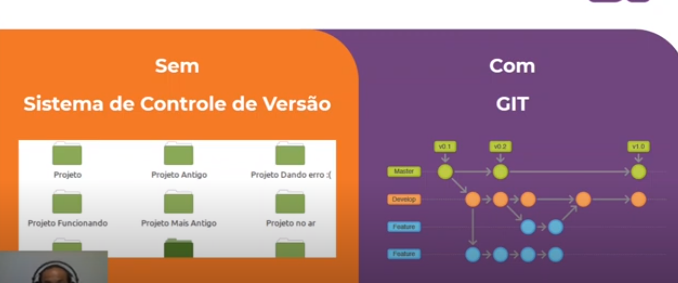 Sem
Sistema de Controle de Versão
Projeto
Projeto Antigo
Projeto Dando erro :(
Projeto Funcionando
Projeto Mais Antigo
Projeto no ar
Com
GIT
v0.1
v0.2
v1.0
Master
Develop
Feature
Feature